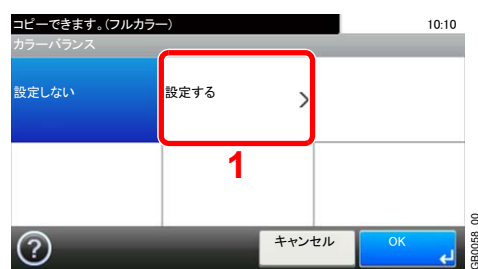 コピーできます。(フルカラー)
10:10
カラーバランス
設定しない
設定する
1
?
キャンセル
OK
GB0058_00